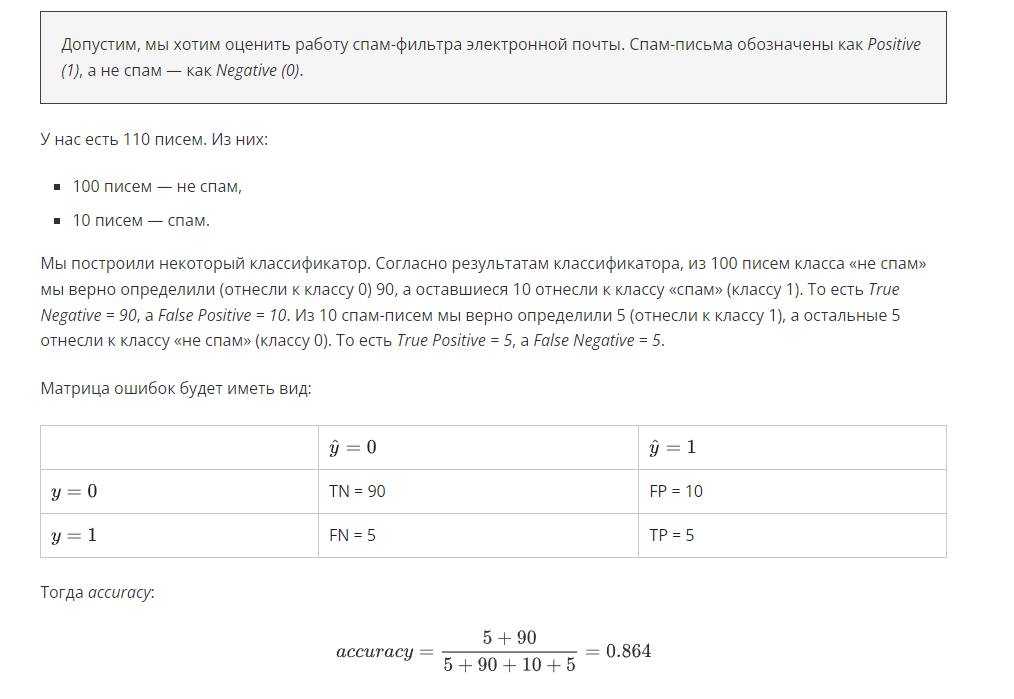 Допустим, мы хотим оценить работу спам-фильтра электронной почты. Спам-письма обозначены как Positive
(1), а не спам — как Negative (0).
У нас есть 110 писем. Из них:
▪ 100 писем — не спам,
▪ 10 писем — спам.
Мы построили некоторый классификатор. Согласно результатам классификатора, из 100 писем класса «не спам»
мы верно определили (отнесли к классу 0) 90, а оставшиеся 10 отнесли к классу «спам» (классу 1). То есть True
Negative = 90, а False Positive = 10. Из 10 спам-писем мы верно определили 5 (отнесли к классу 1), а остальные 5
отнесли к классу «не спам» (классу 0). То есть True Positive = 5, а False Negative = 5.
Матрица ошибок будет иметь вид:
ŷ = 0 ŷ = 1
y = 0 TN = 90 FP = 10
y = 1 FN = 5 TP = 5
Тогда accuracy:
5 + 90
accuracy = = 0.864
5 + 90 + 10 + 5